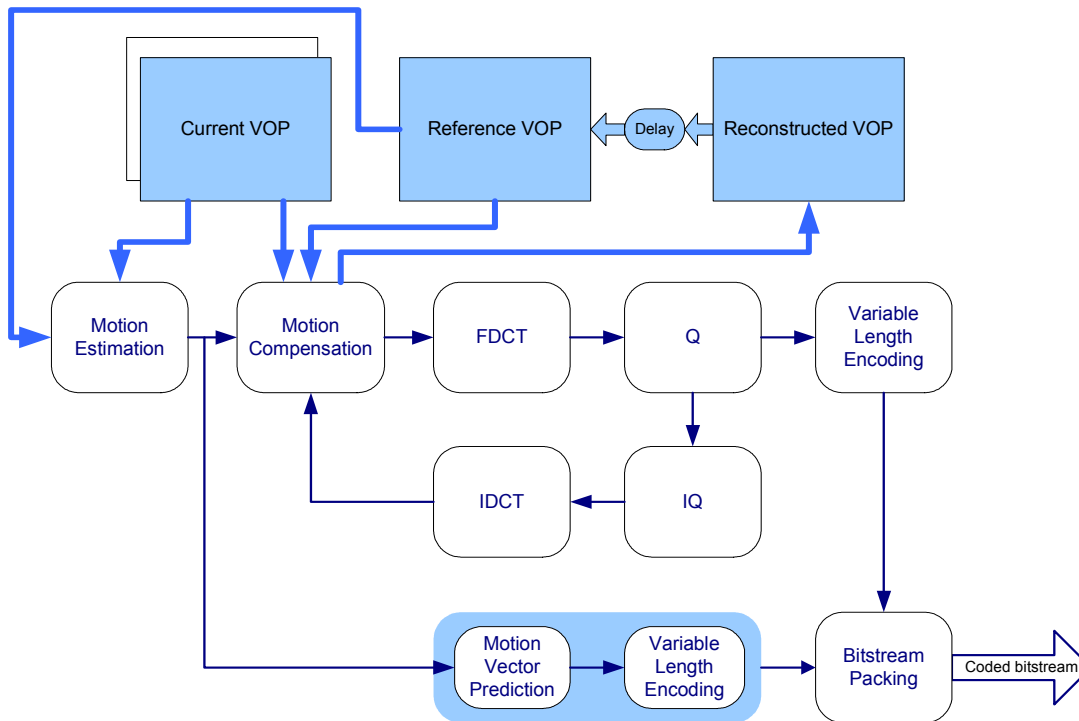 Current VOP
Reference VOP
Delay
Reconstructed VOP
Motion
Estimation
Motion
Compensation
FDCT
Q
Variable
Length
Encoding
IDCT
IQ
Motion
Vector
Prediction
Variable
Length
Encoding
Bitstream
Packing
Coded bitstream